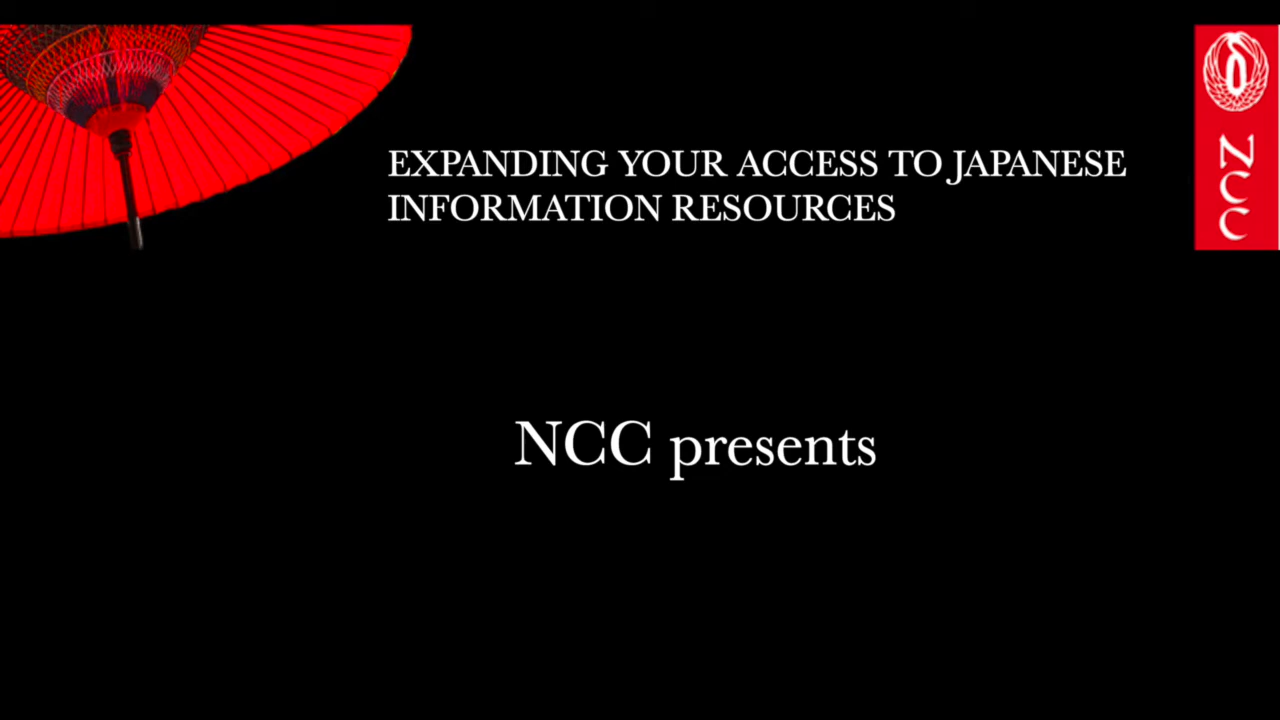 EXPANDING YOUR ACCESS TO JAPANESE
INFORMATION RESOURCES
NCC
NCC presents